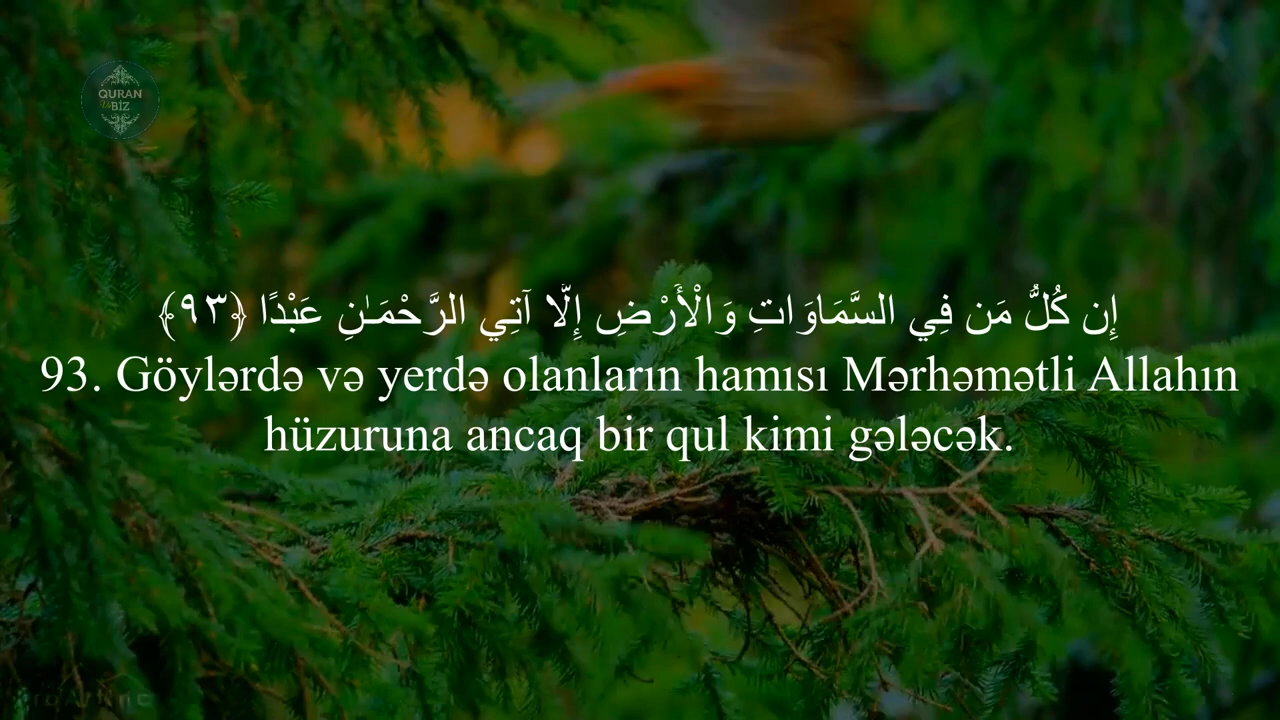 QURAN
Və BİZ
إِن كُلُّ مَن فِي السَّمَاوَاتِ وَالْأَرْضِ إِلَّا آتِي الرَّحْمَـٰنِ عَبْدًا ﴿٩٣﴾
93. Göylərdə və yerdə olanların hamısı Mərhəmətli Allahın
hüzuruna ancaq bir qul kimi gələcək.